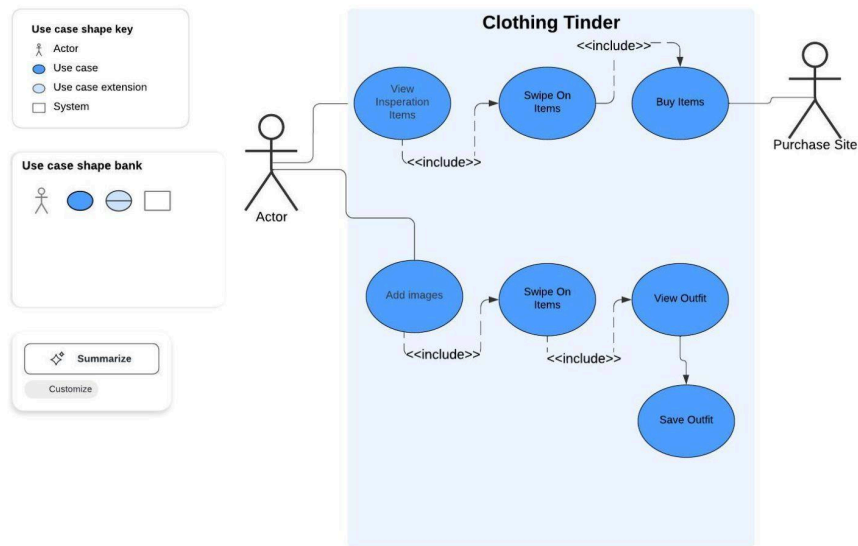 Use case shape key
Actor
Use case
Use case extension
System
Use case shape bank
Summarize
Customize
Clothing Tinder
<<include>>
View
Insperation
Items
Swipe On
Items
Buy Items
<<include>>
Purchase Site
Actor
Add images
Swipe On
Items
View Outfit
<<include>>
<<include>>
Save Outfit